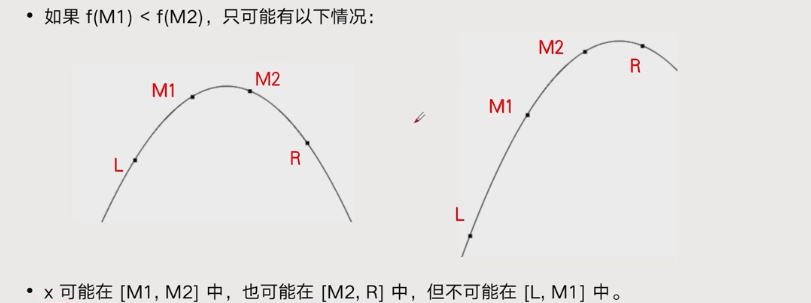 • 如果 f(M1) < f(M2)，只可能有以下情况：
M1
M2
L
R
M2
R
M1
L
• x 可能在 [M1, M2] 中，也可能在 [M2, R] 中，但不可能在 [L, M1] 中。